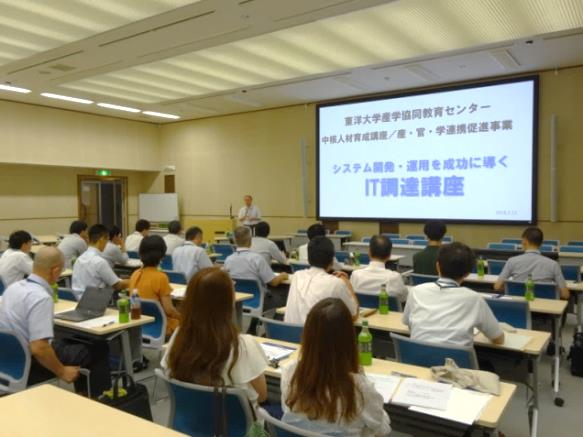 東洋大学産学協同教育センター
中核人材育成講座／産・官・学連携促進事業
システム開発・運用を成功に導く
IT調達講座